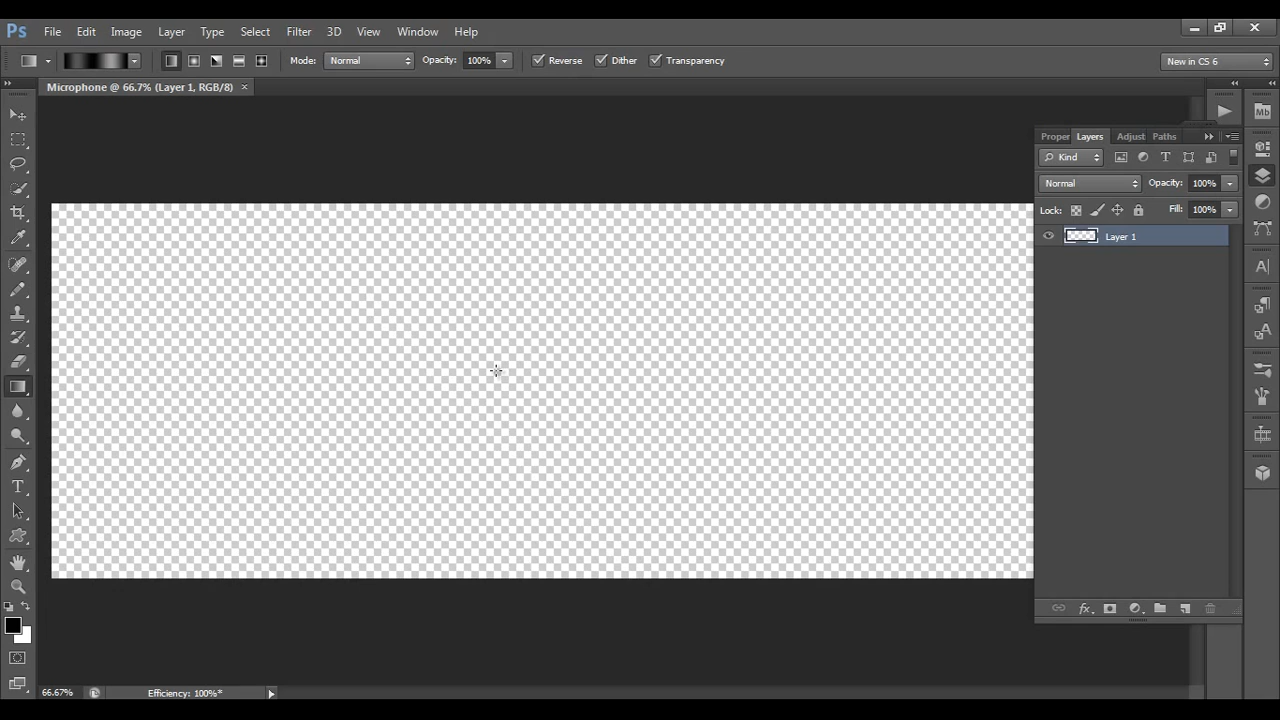 Ps File Edit Image Layer Type Select Filter 3D View Window Help
Mode: Normal Opacity: 100% Reverse Dither Transparency New in CS 6
Microphone @ 66.7% (Layer 1, RGB/8) ×
Mb
Proper Layers Adjust Paths
Kind
Normal Opacity: 100%
Lock: Fill: 100%
Layer 1
fx
66.67% Efficiency: 100%*